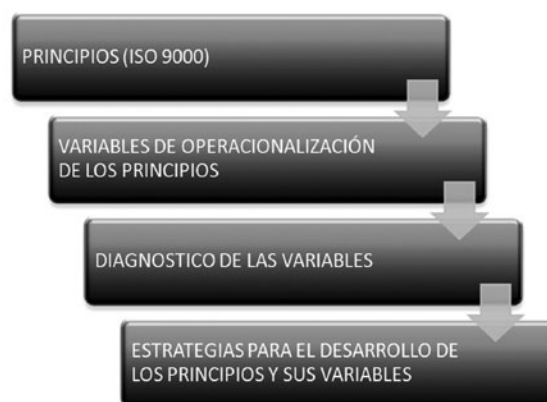 PRINCIPIOS (ISO 9000)
VARIABLES DE OPERACIONALIZACIÓN
DE LOS PRINCIPIOS
DIAGNOSTICO DE LAS VARIABLES
ESTRATEGIAS PARA EL DESARROLLO DE
LOS PRINCIPIOS Y SUS VARIABLES